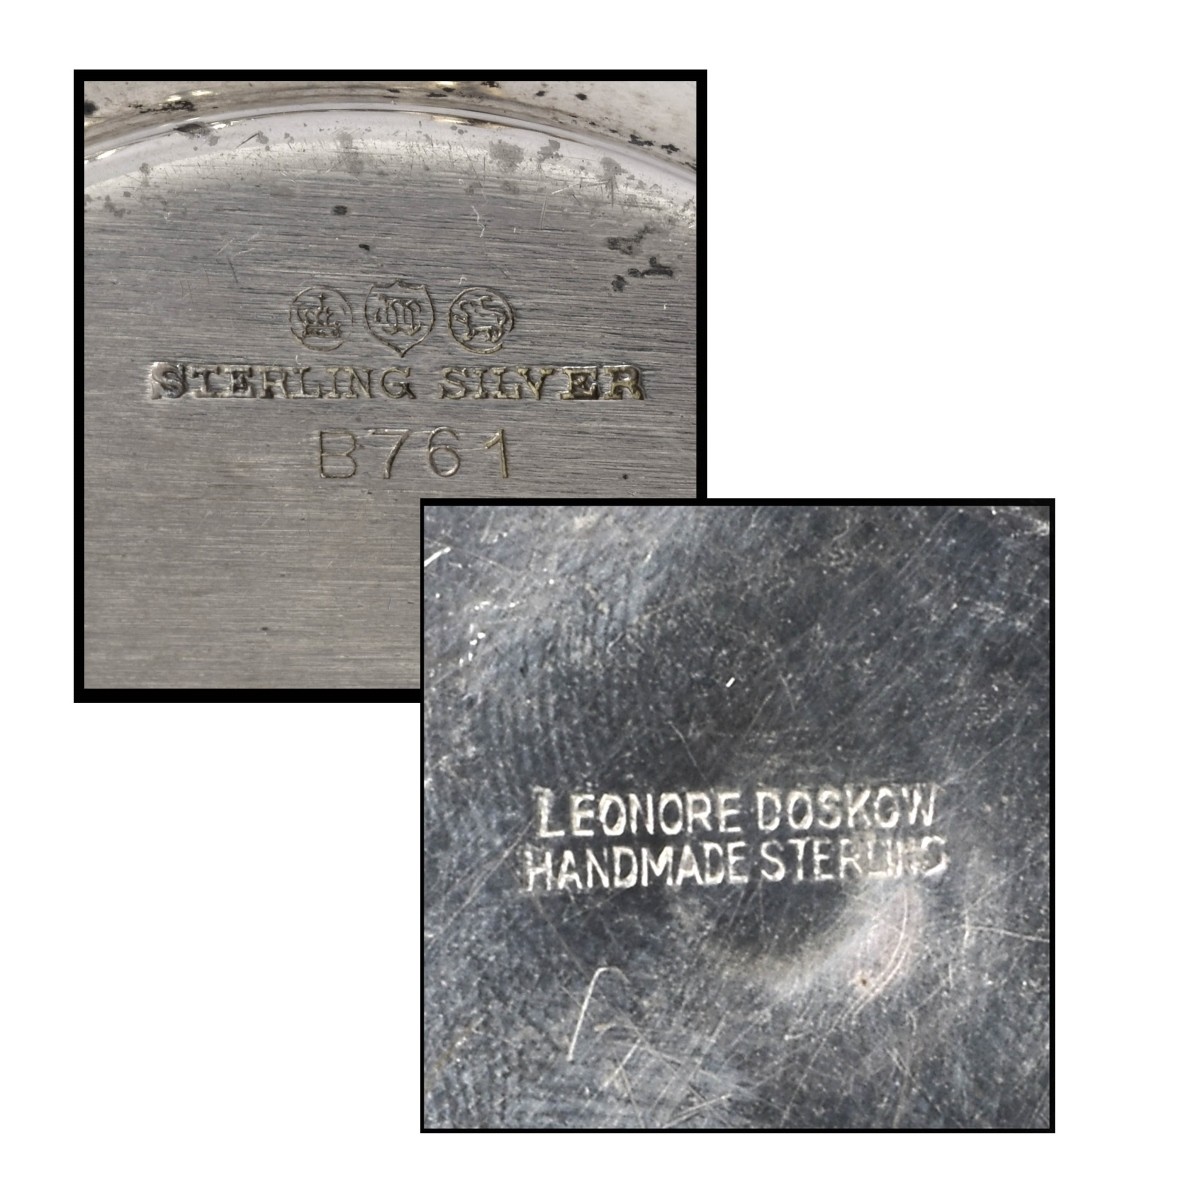 STERLING SILVER
B761
LEONORE DOSKOW
HANDMADE STERLING